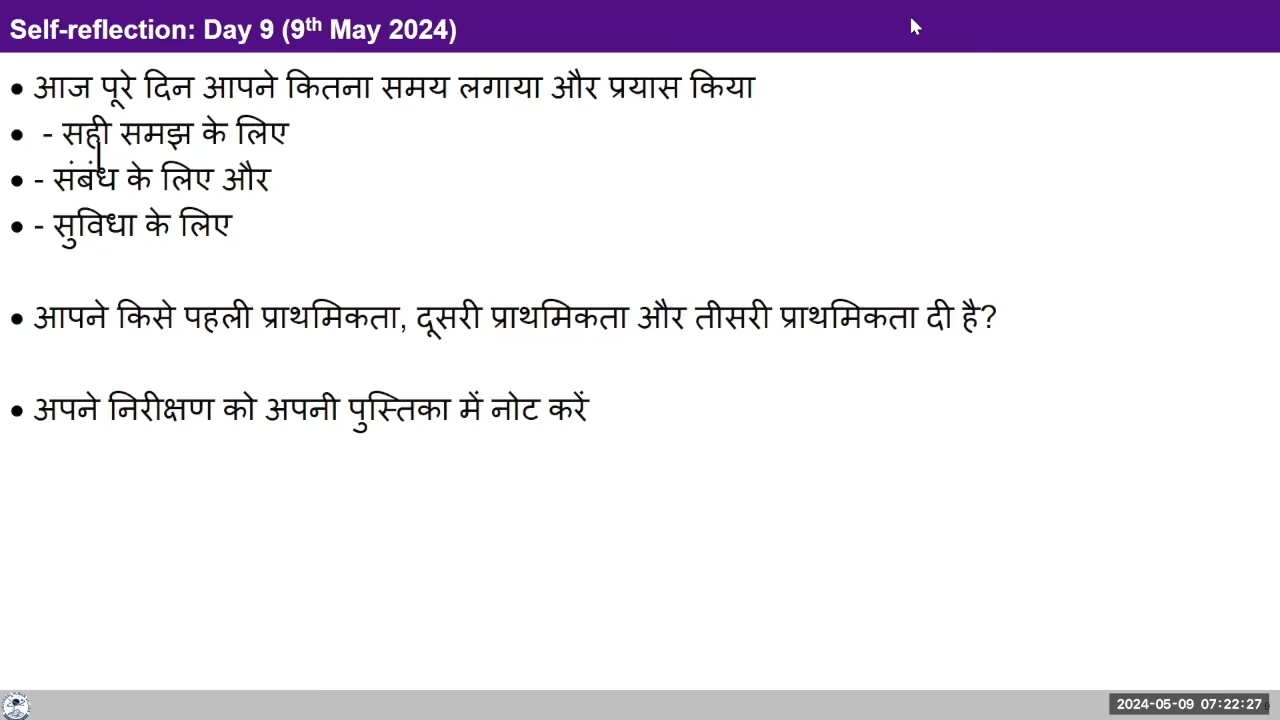 Self-reflection: Day 9 (9th May 2024)
• आज पूरे दिन आपने कितना समय लगाया और प्रयास किया
• - सही समझ के लिए
• - संबंध के लिए और
• - सुविधा के लिए
• आपने किसे पहली प्राथमिकता, दूसरी प्राथमिकता और तीसरी प्राथमिकता दी है?
• अपने निरीक्षण को अपनी पुस्तिका में नोट करें
2024-05-09 07:22:27